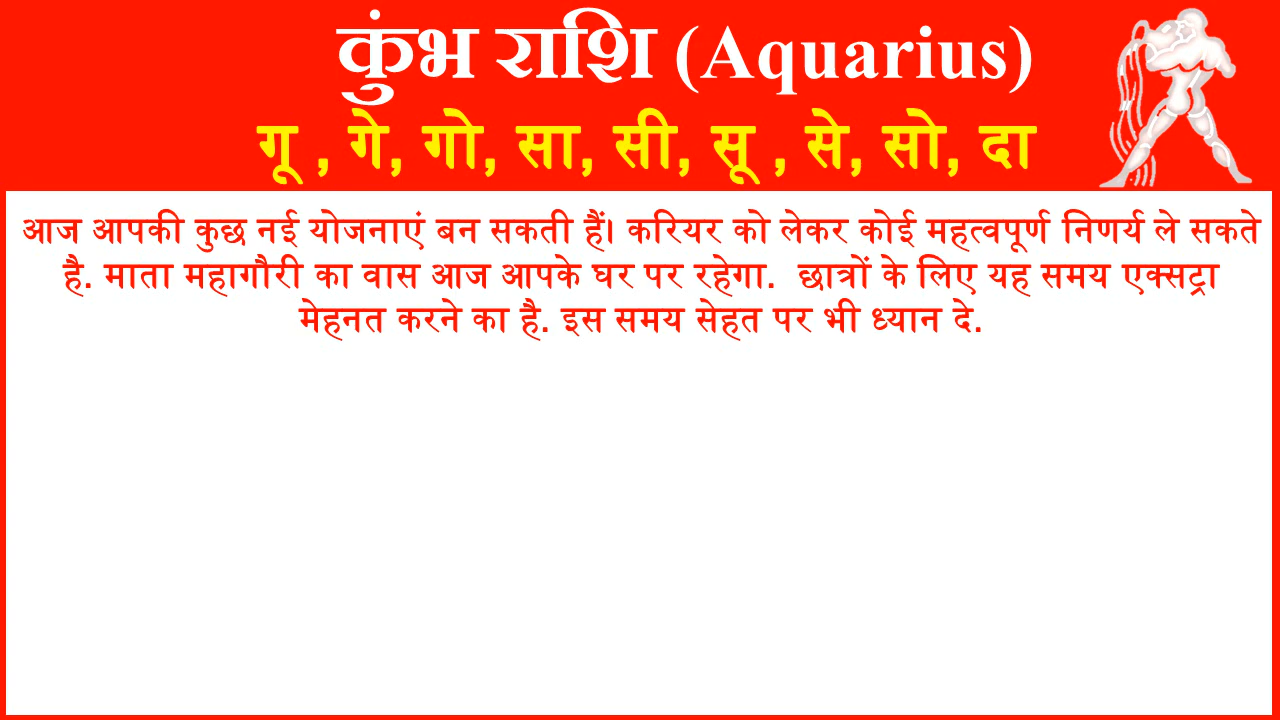 कुंभ राशि (Aquarius)
गू , गे, गो, सा, सी, सू , से, सो, दा
आज आपकी कुछ नई योजनाएं बन सकती हैं। करियर को लेकर कोई महत्वपूर्ण निणर्य ले सकते
है. माता महागौरी का वास आज आपके घर पर रहेगा. छात्रों के लिए यह समय एक्सट्रा
मेहनत करने का है. इस समय सेहत पर भी ध्यान दे.